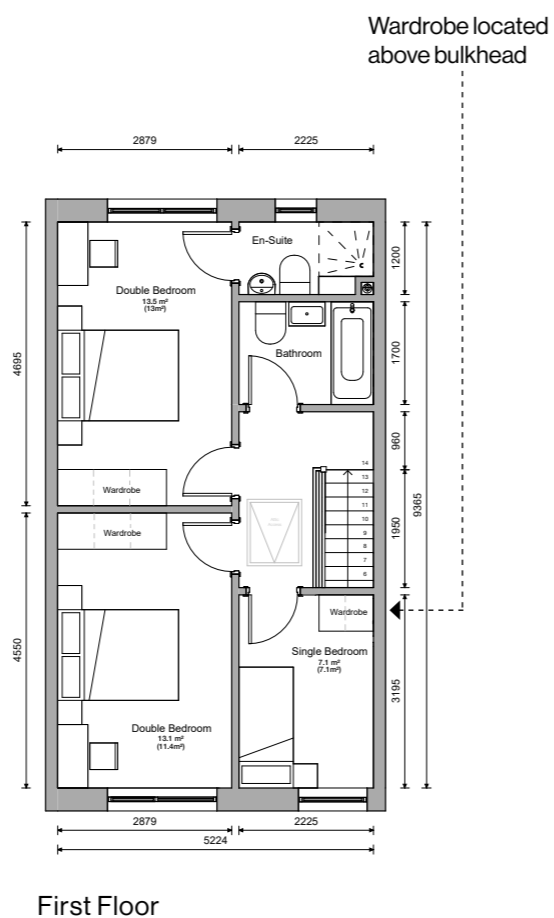 Wardrobe located
above bulkhead
2879
2225
En-Suite
1200
Double Bedroom
13.5 m²
(13m²)
4695
Bathroom
1700
960
14
13
12
11
10
9
8
7
6
1950
9365
Wardrobe
Wardrobe
4550
Wardrobe
Single Bedroom
7.1 m²
(7.1m²)
3195
Double Bedroom
13.1 m²
(11.4m²)
2879
2225
5224
First Floor